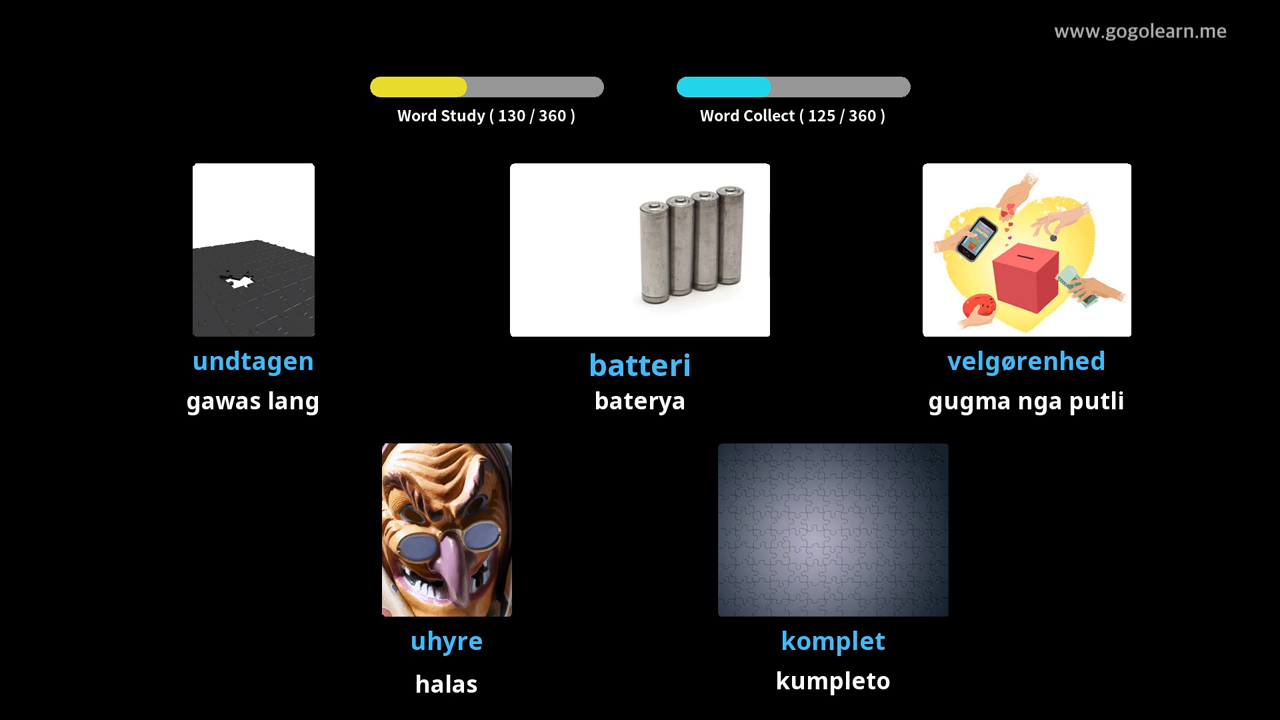 www.gogolearn.me
Word Study ( 130 / 360 )
Word Collect ( 125 / 360 )
undtagen
gawas lang
batteri
baterya
velgørenhed
gugma nga putli
uhyre
halas
komplet
kumpleto